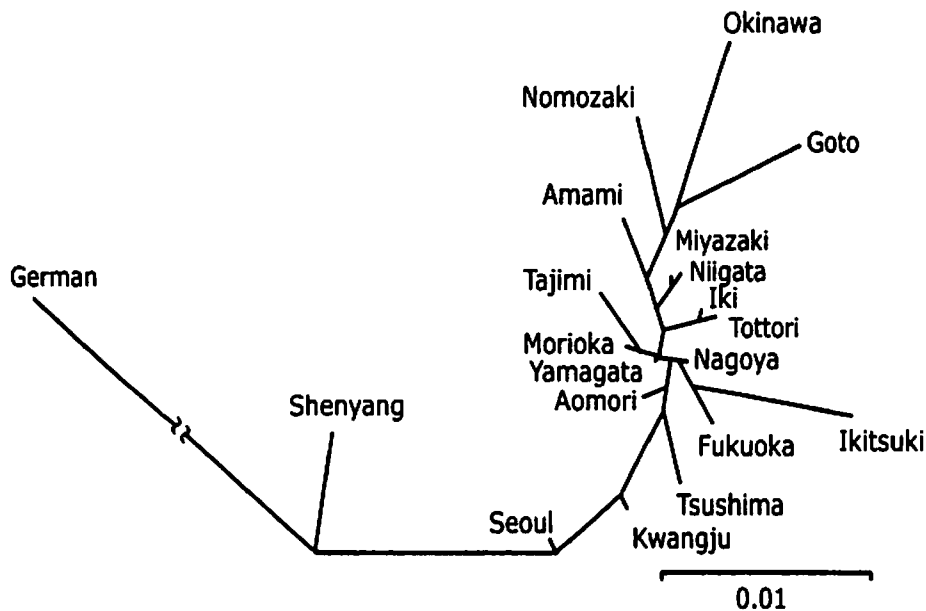 Okinawa
Nomozaki
Goto
Amami
Miyazaki
German
Tajimi
Niigata
Iki
Tottori
Morioka
Nagoya
Yamagata
Aomori
Shenyang
Fukuoka
Ikitsuki
Tsushima
Seoul
Kwangju
0.01